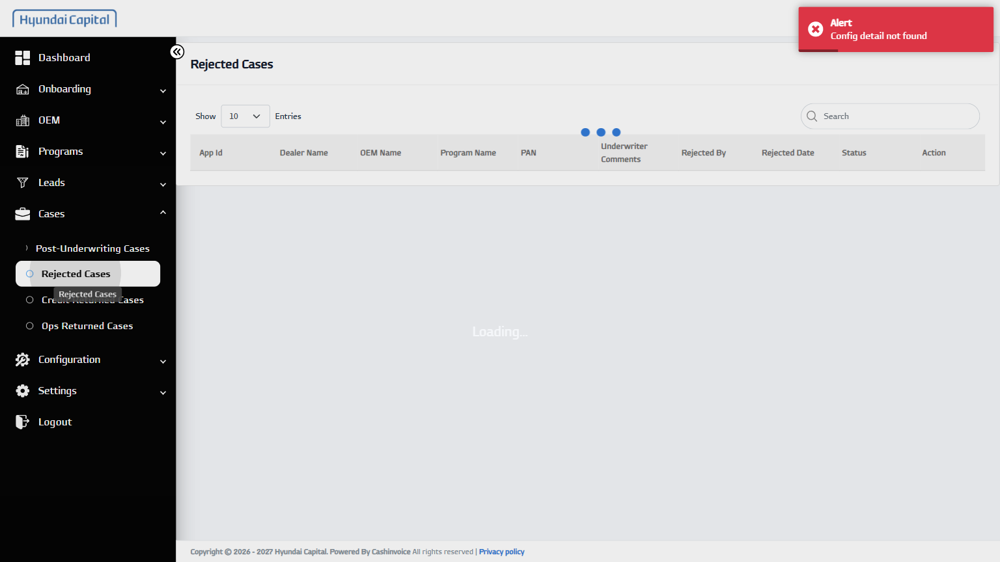 Hyundai Capital
Alert
Config detail not found
Dashboard
Onboarding
OEM
Programs
Leads
Cases
Post-Underwriting Cases
Rejected Cases
Rejected Cases
Credit Returned Cases
Ops Returned Cases
Configuration
Settings
Logout
Rejected Cases
Show 10 Entries
Search
App Id Dealer Name OEM Name Program Name PAN Underwriter Comments Rejected By Rejected Date Status Action
Loading...
Copyright © 2026 - 2027 Hyundai Capital. Powered By Cashinvoice All rights reserved | Privacy policy